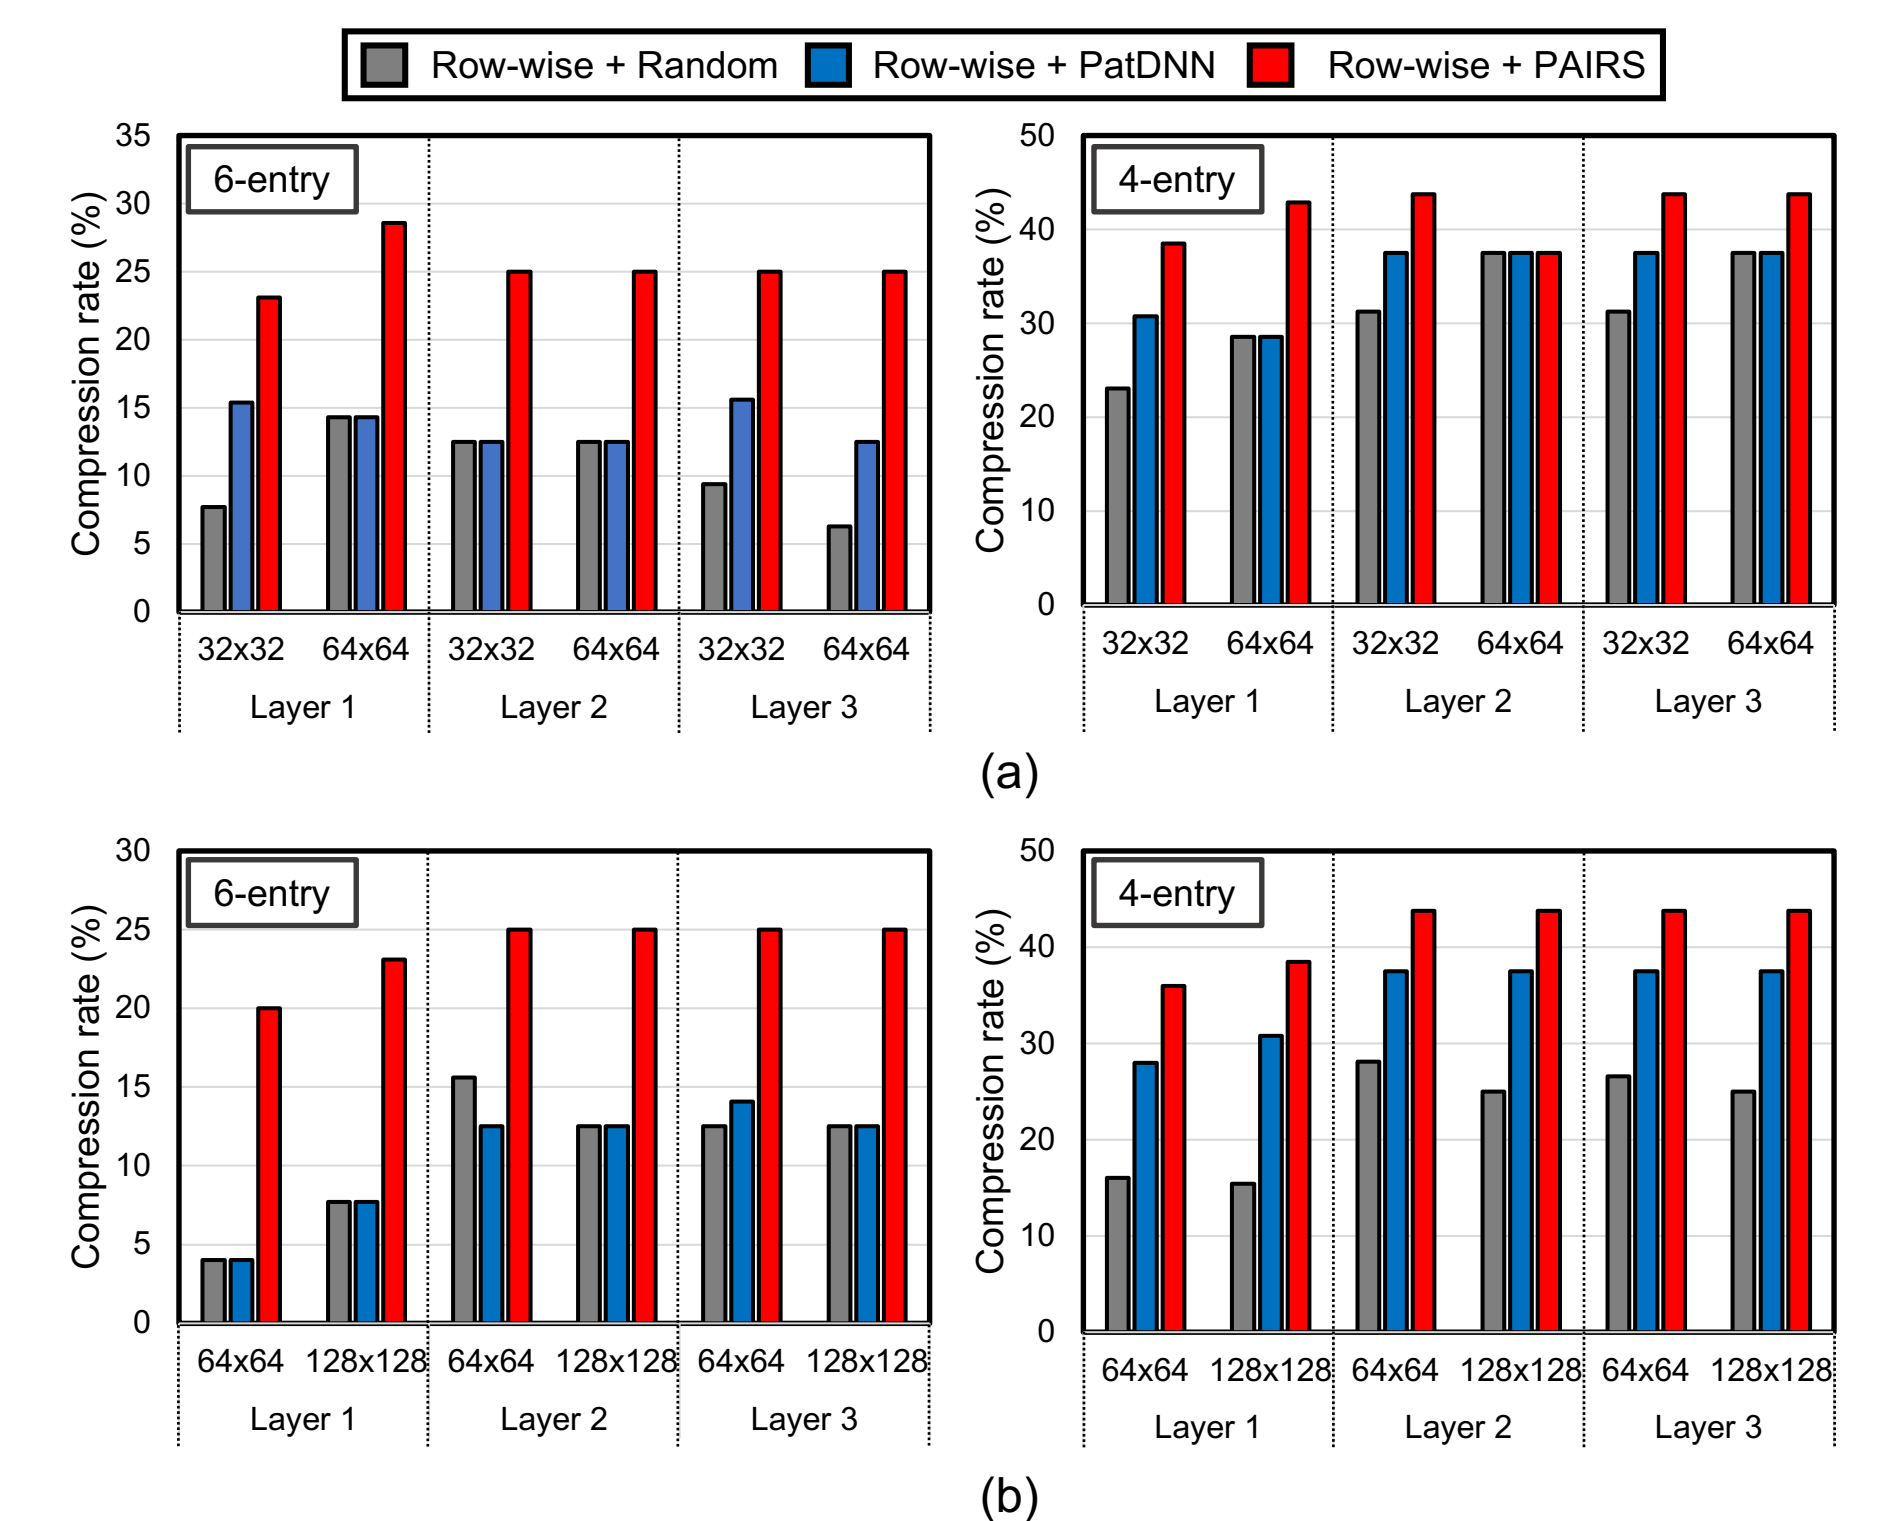 Row-wise + Random Row-wise + PatDNN Row-wise + PAIRS
6-entry
Compression rate (%)
35
30
25
20
15
10
5
0
32x32 64x64 32x32 64x64 32x32 64x64
Layer 1 Layer 2 Layer 3
4-entry
Compression rate (%)
50
40
30
20
10
0
32x32 64x64 32x32 64x64 32x32 64x64
Layer 1 Layer 2 Layer 3
(a)
6-entry
Compression rate (%)
30
25
20
15
10
5
0
64x64 128x128 64x64 128x128 64x64 128x128
Layer 1 Layer 2 Layer 3
4-entry
Compression rate (%)
50
40
30
20
10
0
64x64 128x128 64x64 128x128 64x64 128x128
Layer 1 Layer 2 Layer 3
(b)